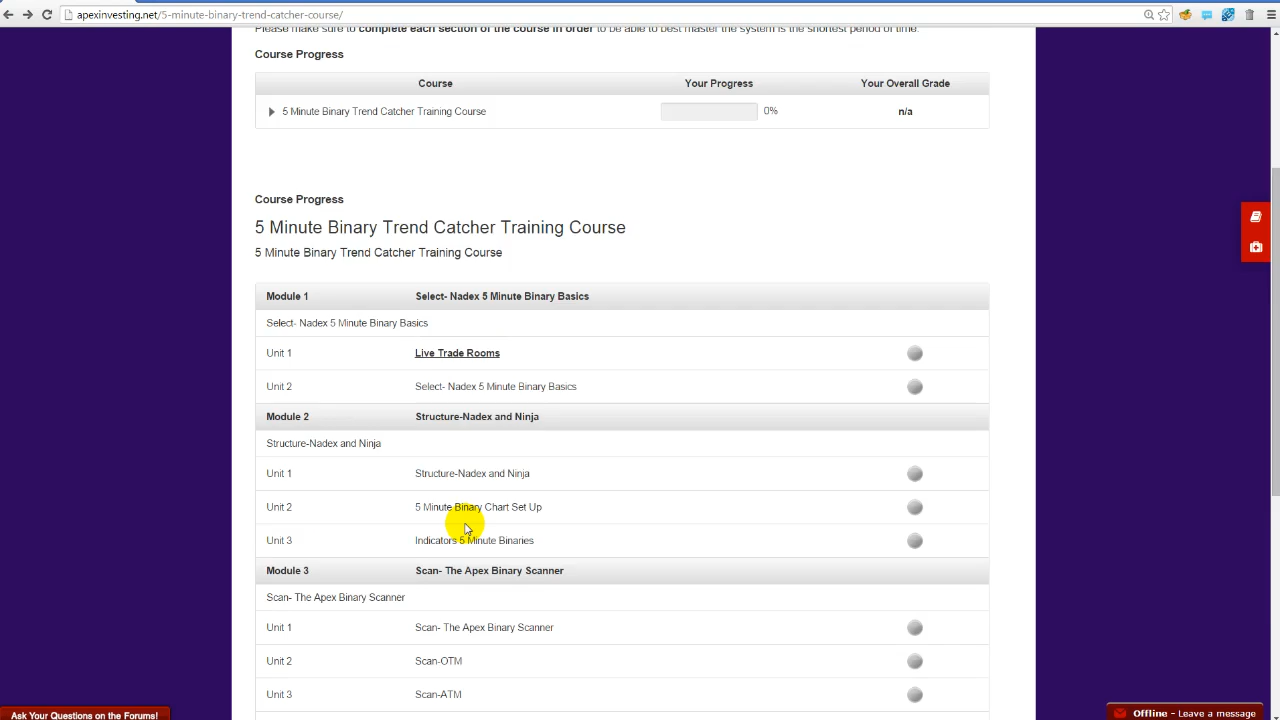 apexinvesting.net/5-minute-binary-trend-catcher-course/
Please make sure to complete each section of the course in order to be able to best master the system is the shortest period of time.
Course Progress
Course Your Progress Your Overall Grade
5 Minute Binary Trend Catcher Training Course 0% n/a
Course Progress
5 Minute Binary Trend Catcher Training Course
5 Minute Binary Trend Catcher Training Course
Module 1 Select- Nadex 5 Minute Binary Basics
Select- Nadex 5 Minute Binary Basics
Unit 1 Live Trade Rooms
Unit 2 Select- Nadex 5 Minute Binary Basics
Module 2 Structure-Nadex and Ninja
Structure-Nadex and Ninja
Unit 1 Structure-Nadex and Ninja
Unit 2 5 Minute Binary Chart Set Up
Unit 3 Indicators 5 Minute Binaries
Module 3 Scan- The Apex Binary Scanner
Scan- The Apex Binary Scanner
Unit 1 Scan- The Apex Binary Scanner
Unit 2 Scan-OTM
Unit 3 Scan-ATM
Ask Your Questions on the Forums!
Offline - Leave a message